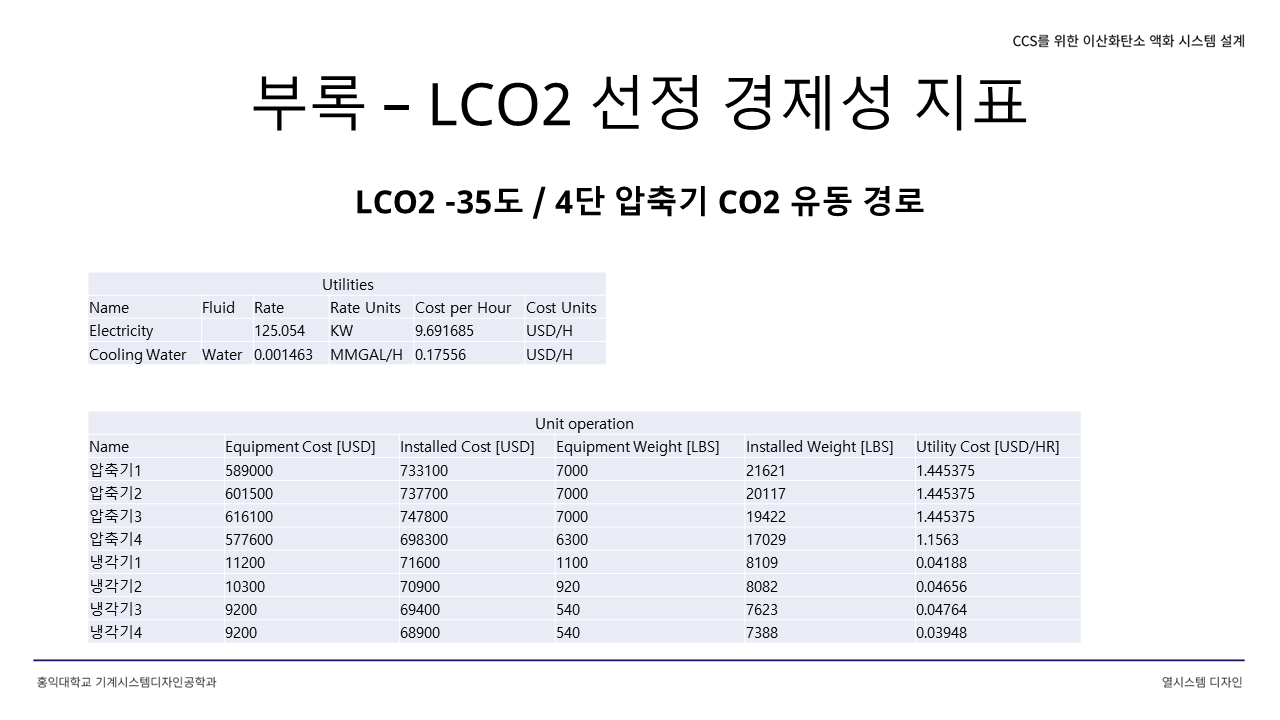 CCS를 위한 이산화탄소 액화 시스템 설계
부록 – LCO2 선정 경제성 지표
LCO2 -35도 / 4단 압축기 CO2 유동 경로
Utilities
Name Fluid Rate Rate Units Cost per Hour Cost Units
Electricity 125.054 KW 9.691685 USD/H
Cooling Water Water 0.001463 MMGAL/H 0.17556 USD/H
Unit operation
Name Equipment Cost [USD] Installed Cost [USD] Equipment Weight [LBS] Installed Weight [LBS] Utility Cost [USD/HR]
압축기1 589000 733100 7000 21621 1.445375
압축기2 601500 737700 7000 20117 1.445375
압축기3 616100 747800 7000 19422 1.445375
압축기4 577600 698300 6300 17029 1.1563
냉각기1 11200 71600 1100 8109 0.04188
냉각기2 10300 70900 920 8082 0.04656
냉각기3 9200 69400 540 7623 0.04764
냉각기4 9200 68900 540 7388 0.03948
홍익대학교 기계시스템디자인공학과
열시스템 디자인